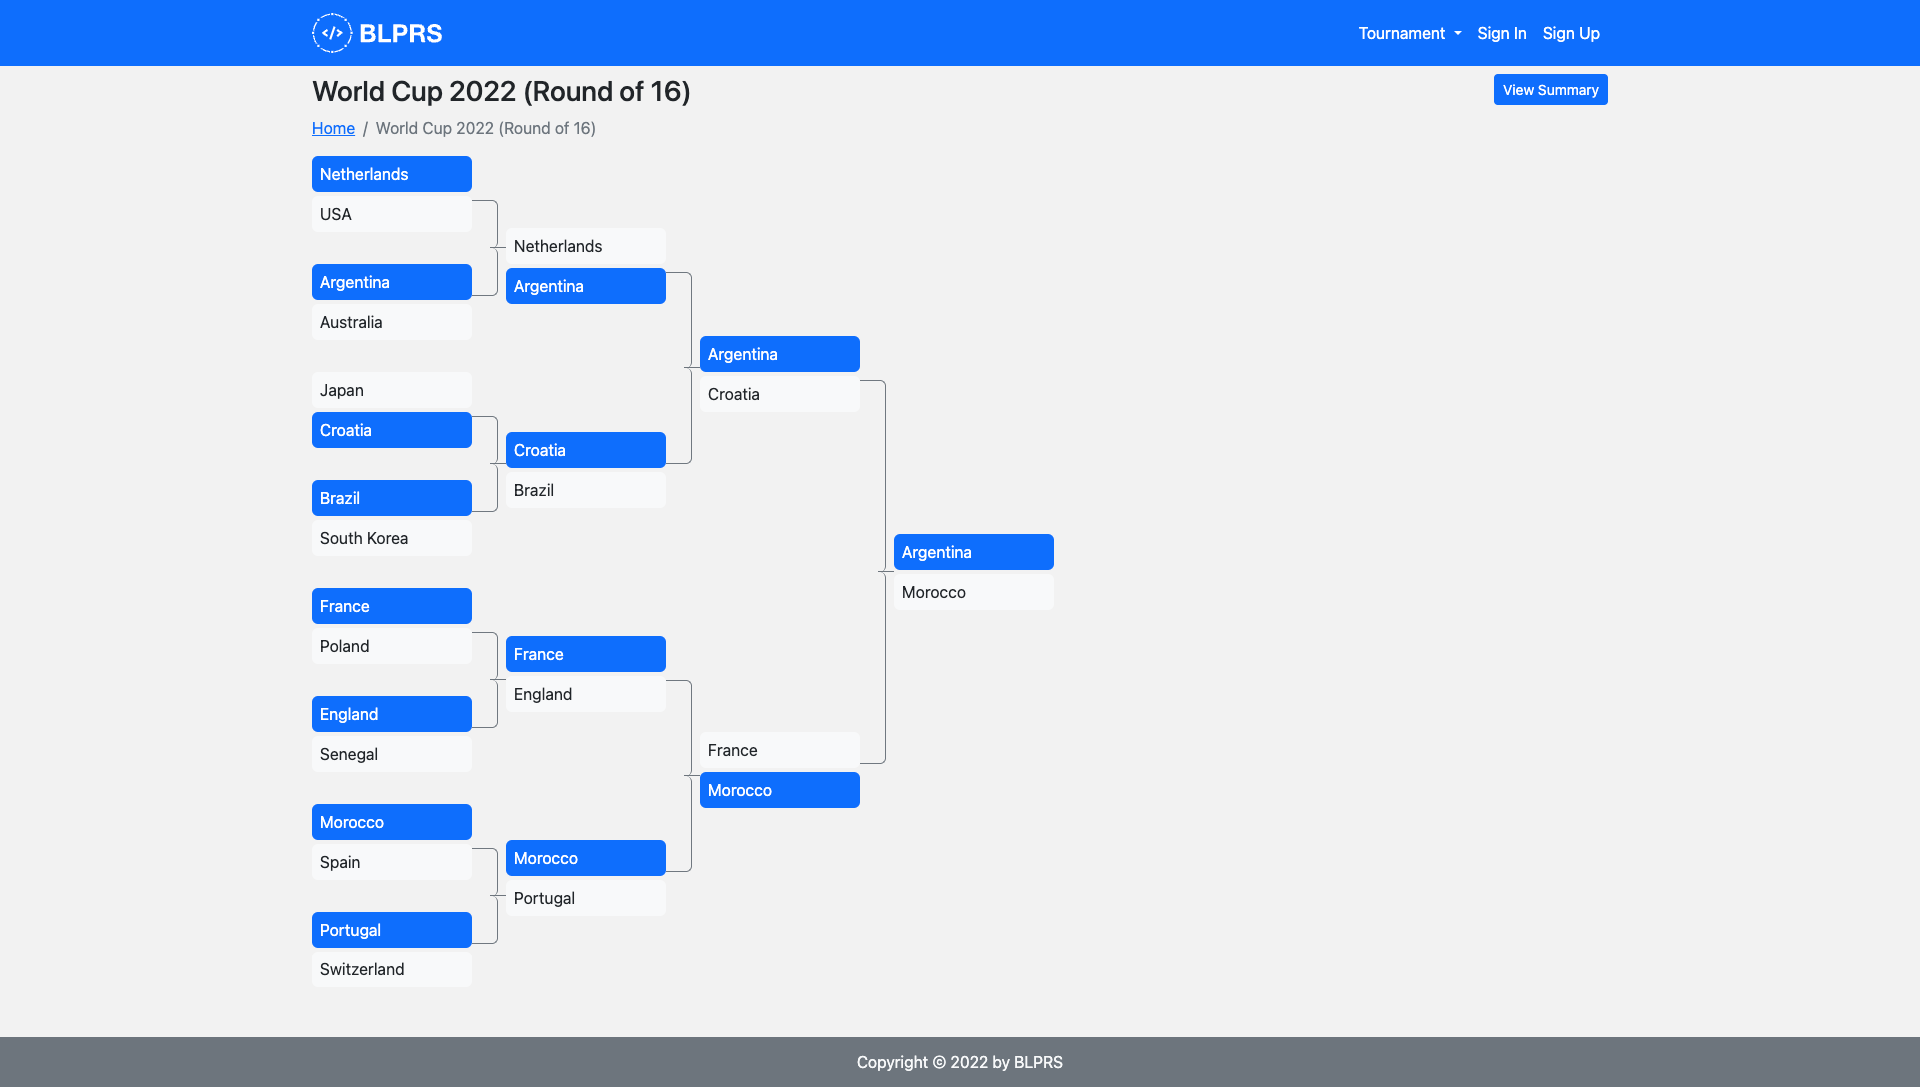 </> BLPRS
Tournament Sign In Sign Up
World Cup 2022 (Round of 16)
View Summary
Home / World Cup 2022 (Round of 16)
Netherlands
USA
Argentina
Australia
Japan
Croatia
Brazil
South Korea
France
Poland
England
Senegal
Morocco
Spain
Portugal
Switzerland
Netherlands
Argentina
Croatia
Brazil
France
England
Morocco
Portugal
Argentina
Croatia
France
Morocco
Argentina
Morocco
Copyright © 2022 by BLPRS